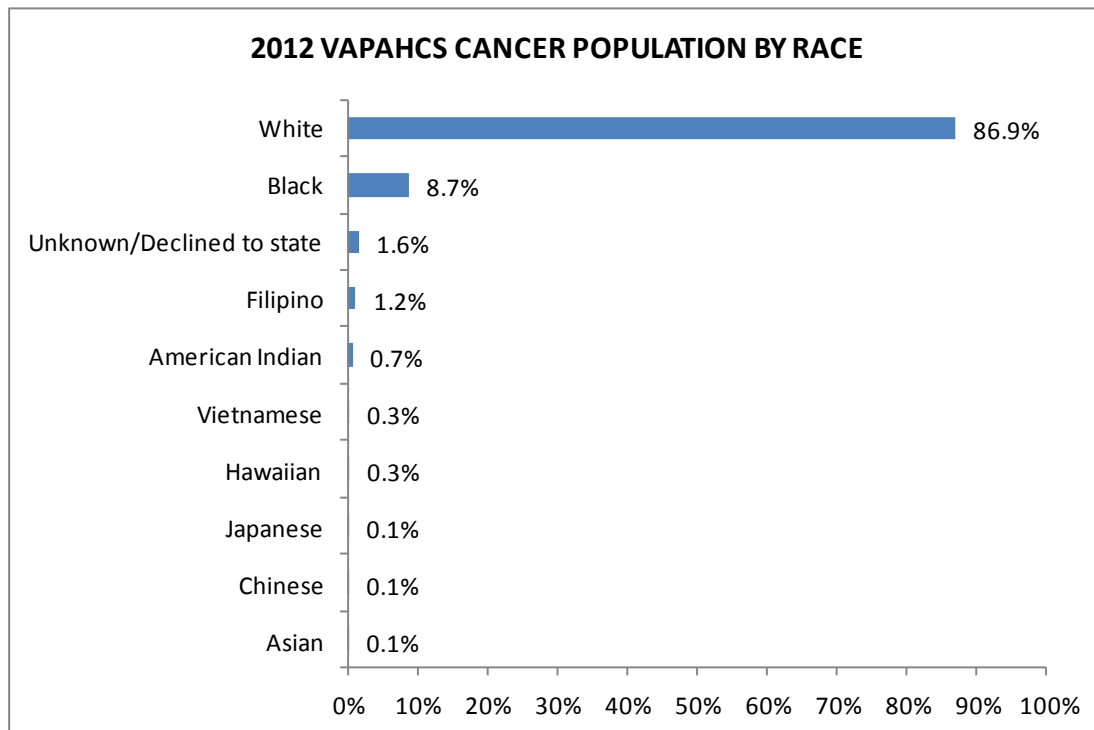 2012 VAPAHCS CANCER POPULATION BY RACE
White 86.9%
Black 8.7%
Unknown/Declined to state 1.6%
Filipino 1.2%
American Indian 0.7%
Vietnamese 0.3%
Hawaiian 0.3%
Japanese 0.1%
Chinese 0.1%
Asian 0.1%
0% 10% 20% 30% 40% 50% 60% 70% 80% 90% 100%